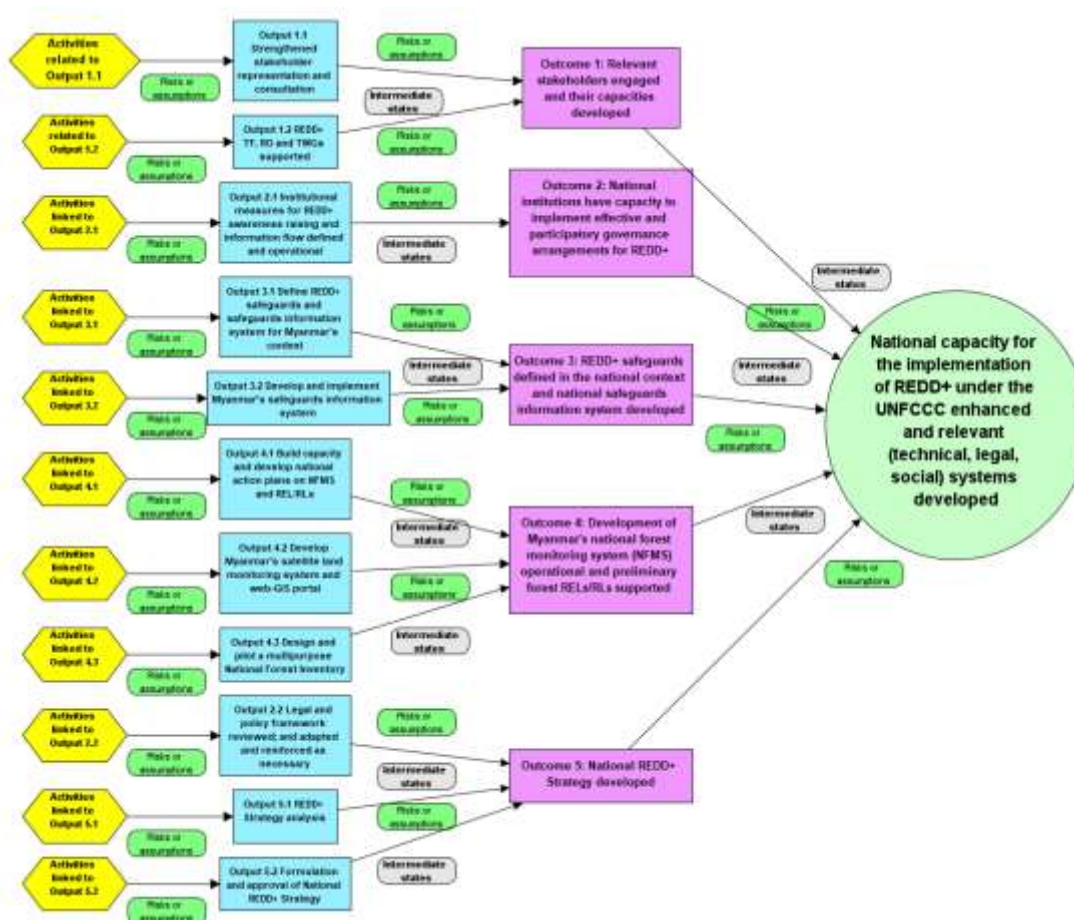 Activities
related to
Output 1.1
Risks or
assumptions
Output 1.1
Strengthened
stakeholder
representation and
consultation
Risks or
assumptions
Outcome 1: Relevant
stakeholders engaged
and their capacities
developed
Activities
related to
Output 5.2
Risks or
assumptions
Output 1.2 REDD+
TF, RO and TWGs
supported
Intermediate
states
Risks or
assumptions
Activities
linked to
Output 2.1
Risks or
assumptions
Output 2.1 Institutional
measures for REDD+
awareness raising and
information flow defined
and operational
Risks or
assumptions
Intermediate
states
Outcome 2: National
institutions have capacity to
implement effective and
participatory governance
arrangements for REDD+
Activities
linked to
Output 3.1
Risks or
assumptions
Output 3.1 Define REDD+
safeguards and
safeguards information
system for Myanmar's
context
Risks or
assumptions
Intermediate
states
Outcome 3: REDD+ safeguards
defined in the national context
and national safeguards
information system developed
Activities
linked to
Output 3.2
Risks or
assumptions
Output 3.2 Develop and implement
Myanmar's safeguards information
system
Risks or
assumptions
Activities
linked to
Output 4.1
Risks or
assumptions
Output 4.1 Build capacity
and develop national
action plans on NFMS
and REL/RLs
Risks or
assumptions
Intermediate
states
Outcome 4: Development of
Myanmar's national forest
monitoring system (NFMS)
operational and preliminary
forest RELs/RLs supported
Activities
linked to
Output 4.2
Risks or
assumptions
Output 4.2 Develop
Myanmar's satellite land
monitoring system and
web-GIS portal
Risks or
assumptions
Activities
linked to
Output 4.3
Risks or
assumptions
Output 4.3 Design and
pilot a multipurpose
National Forest Inventory
Intermediate
states
Activities
linked to
Output 2.2
Risks or
assumptions
Output 2.2 Legal and
policy framework
reviewed; and adapted
and reinforced as
necessary
Risks or
assumptions
Intermediate
states
Outcome 5: National REDD+
Strategy developed
Activities
linked to
Output 5.1
Risks or
assumptions
Output 5.1 REDD+
Strategy analysis
Risks or
assumptions
Activities
linked to
Output 5.2
Risks or
assumptions
Output 5.2 Formulation
and approval of National
REDD+ Strategy
Intermediate
states
Intermediate
states
Risks or
assumptions
Intermediate
states
Risks or
assumptions
Intermediate
states
Risks or
assumptions
National capacity for
the implementation
of REDD+ under the
UNFCCC enhanced
and relevant
(technical, legal,
social) systems
developed